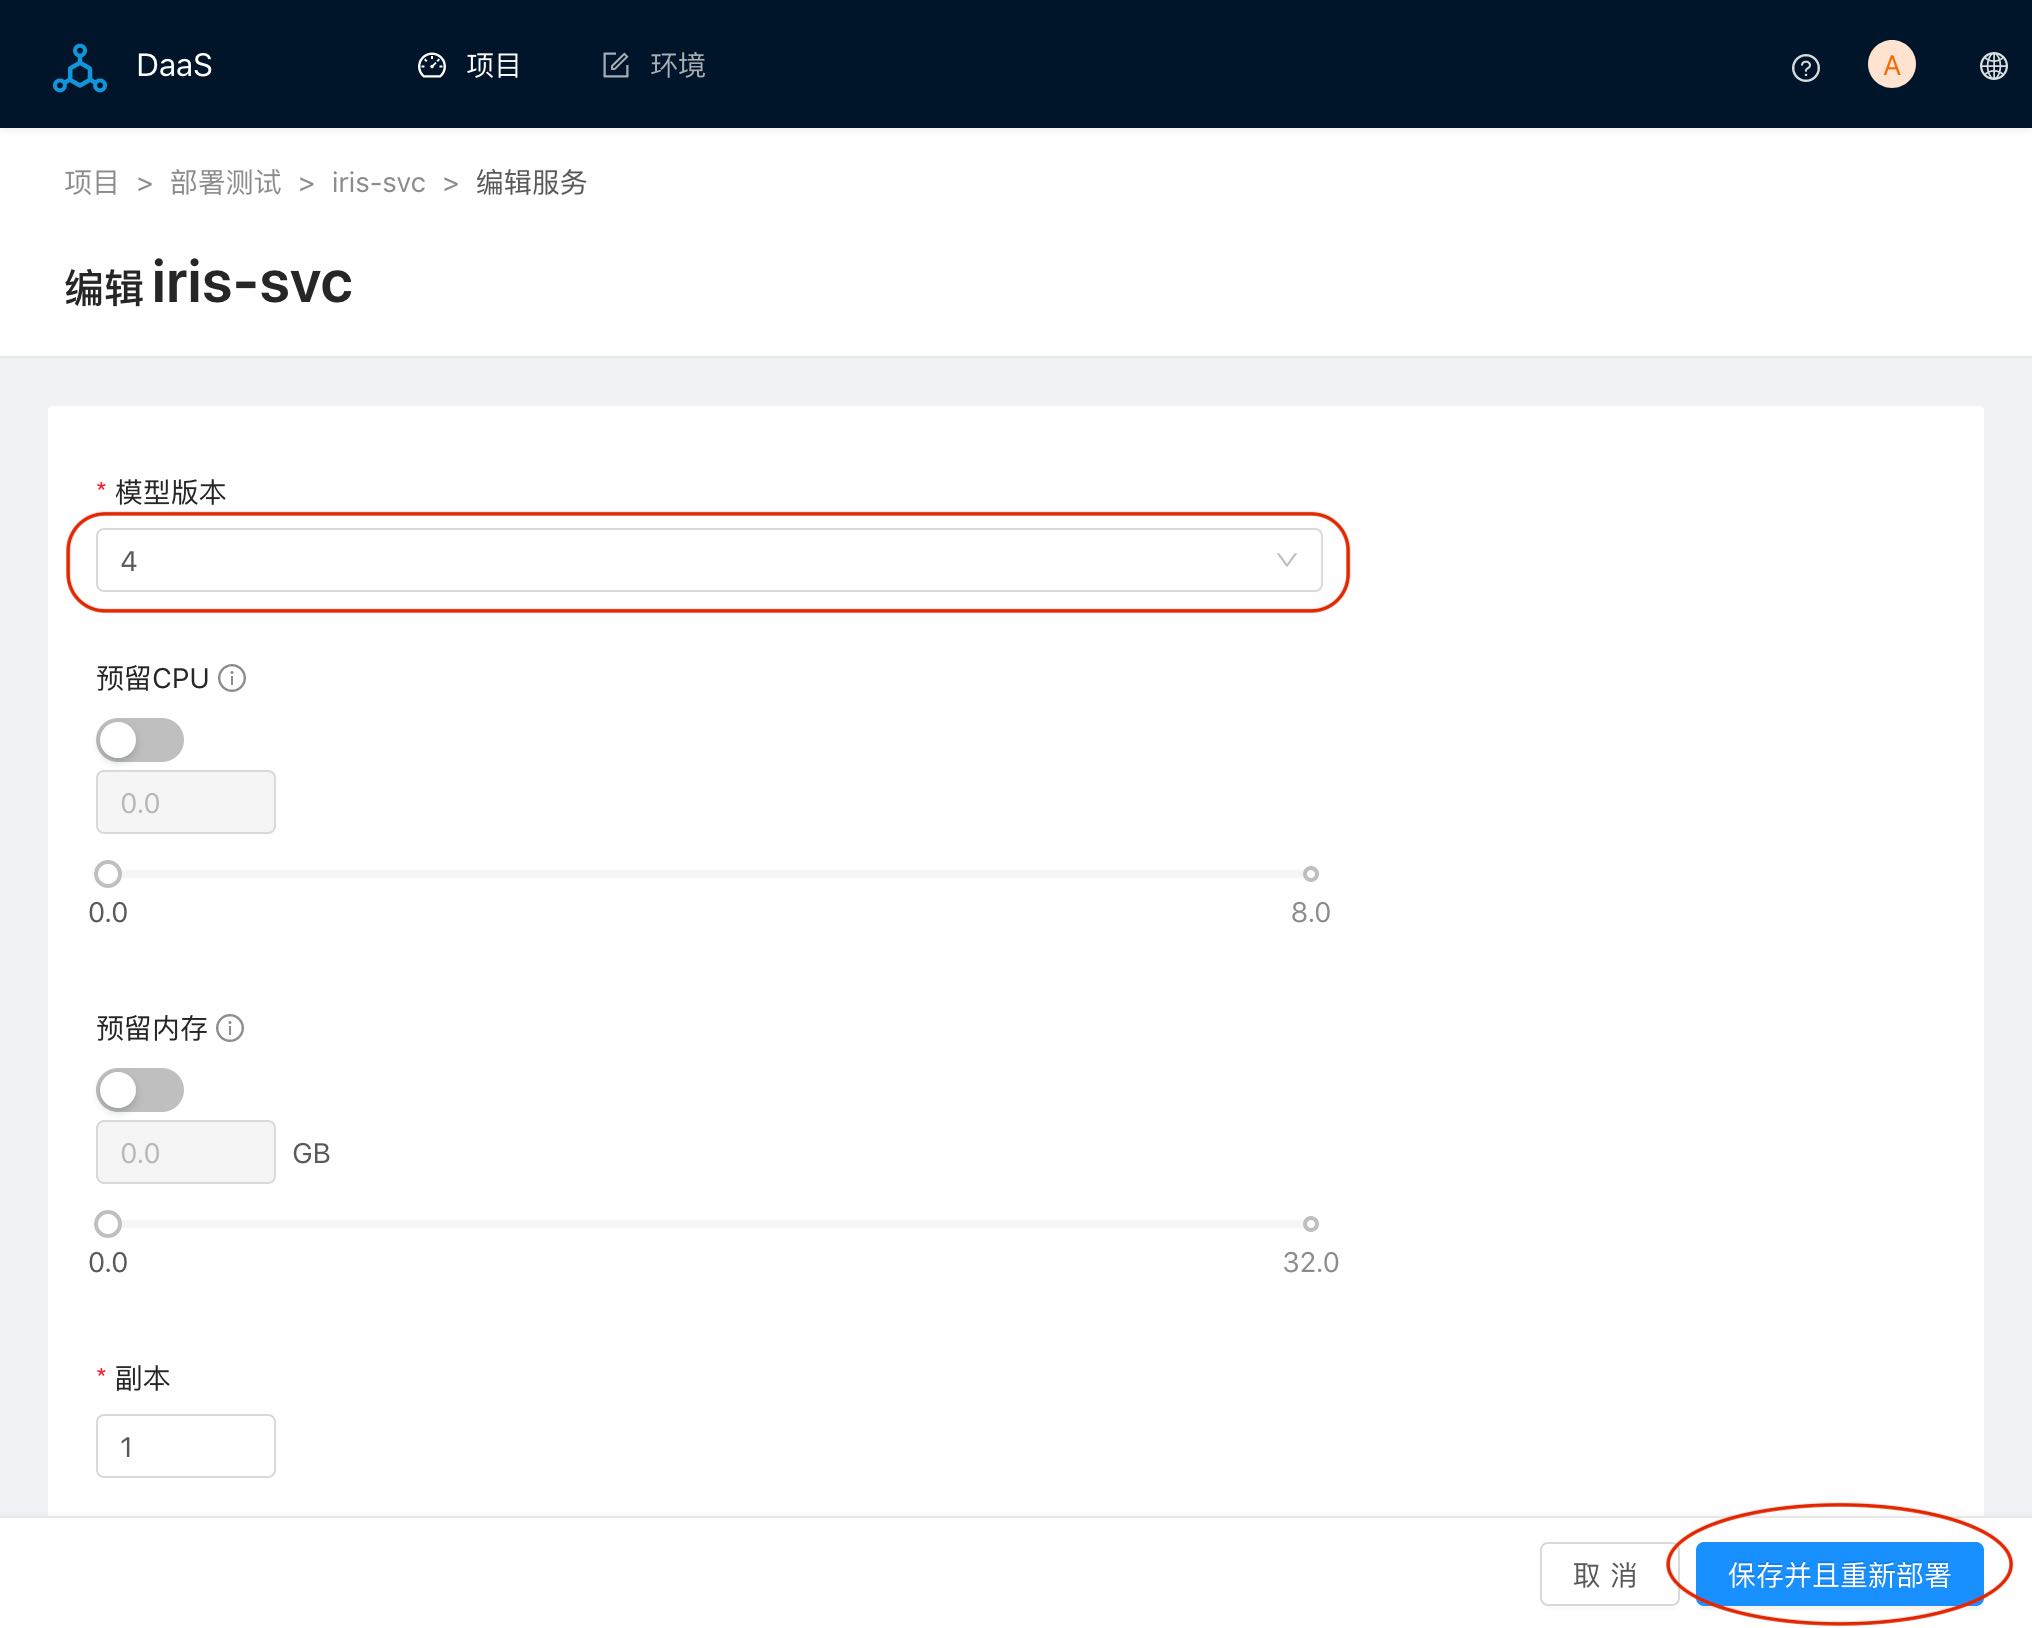 DaaS 项目 环境 A
项目 > 部署测试 > iris-svc > 编辑服务
编辑 iris-svc
* 模型版本
4
预留CPU
0.0
0.0 8.0
预留内存
0.0 GB
0.0 32.0
* 副本
1
取 消 保存并且重新部署